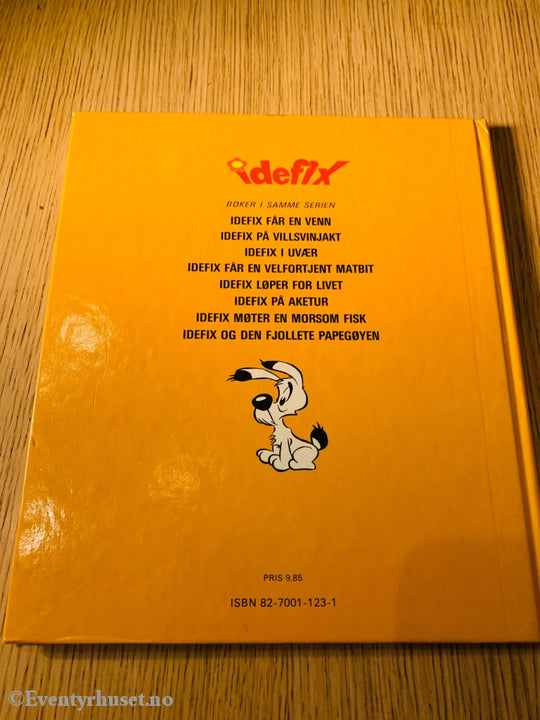 idefix
BØKER I SAMME SERIEN
IDEFIX FÅR EN VENN
IDEFIX PÅ VILLSVINJAKT
IDEFIX I UVÆR
IDEFIX FÅR EN VELFORTJENT MATBIT
IDEFIX LØPER FOR LIVET
IDEFIX PÅ AKETUR
IDEFIX MØTER EN MORSOM FISK
IDEFIX OG DEN FJOLLETE PAPEGØYEN
PRIS 9,85
ISBN 82-7001-123-1
©Eventyrhuset.no